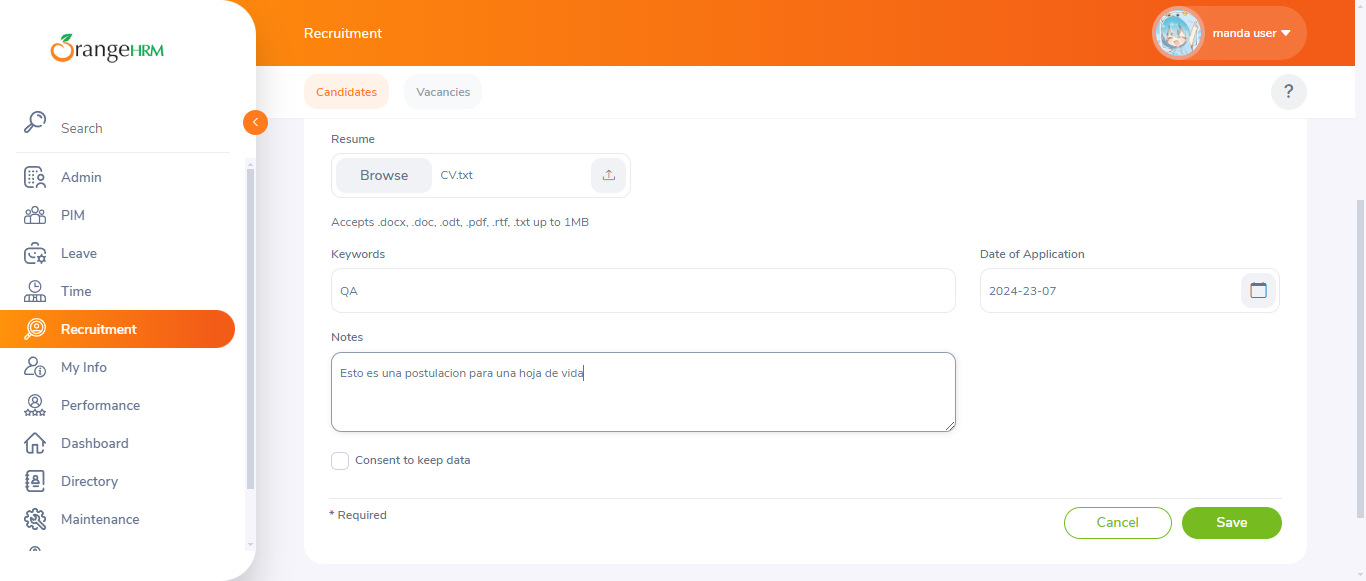 OrangeHRM
Recruitment
manda user
Candidates
Vacancies
?
Search
Admin
PIM
Leave
Time
Recruitment
My Info
Performance
Dashboard
Directory
Maintenance
Resume
Browse
CV.txt
Accepts .docx, .doc, .odt, .pdf, .rtf, .txt up to 1MB
Keywords
Date of Application
QA
2024-23-07
Notes
Esto es una postulacion para una hoja de vida
Consent to keep data
* Required
Cancel
Save